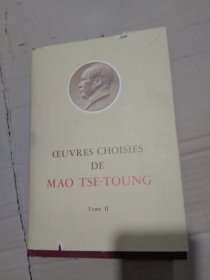 ŒUVRES CHOISIES
DE
MAO TSE-TOUNG
Tome II